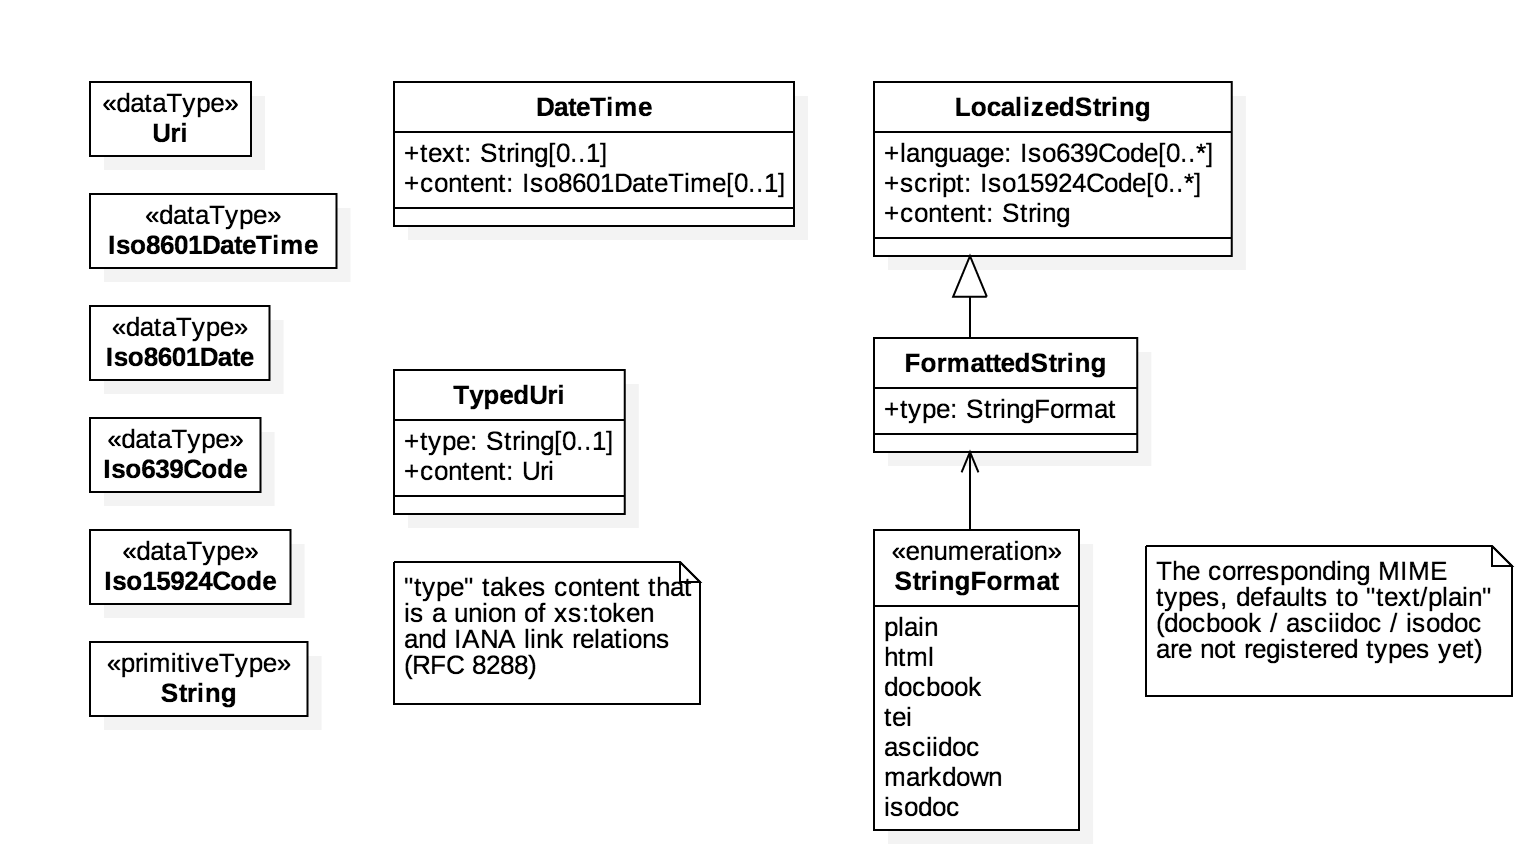 «dataType»
Uri
«dataType»
Iso8601DateTime
«dataType»
Iso8601Date
«dataType»
Iso639Code
«dataType»
Iso15924Code
«primitiveType»
String
DateTime
+text: String[0..1]
+content: Iso8601DateTime[0..1]
TypedUri
+type: String[0..1]
+content: Uri
"type" takes content that
is a union of xs:token
and IANA link relations
(RFC 8288)
LocalizedString
+language: Iso639Code[0..*]
+script: Iso15924Code[0..*]
+content: String
FormattedString
+type: StringFormat
«enumeration»
StringFormat
plain
html
docbook
tei
asciidoc
markdown
isodoc
The corresponding MIME
types, defaults to "text/plain"
(docbook / asciidoc / isodoc
are not registered types yet)